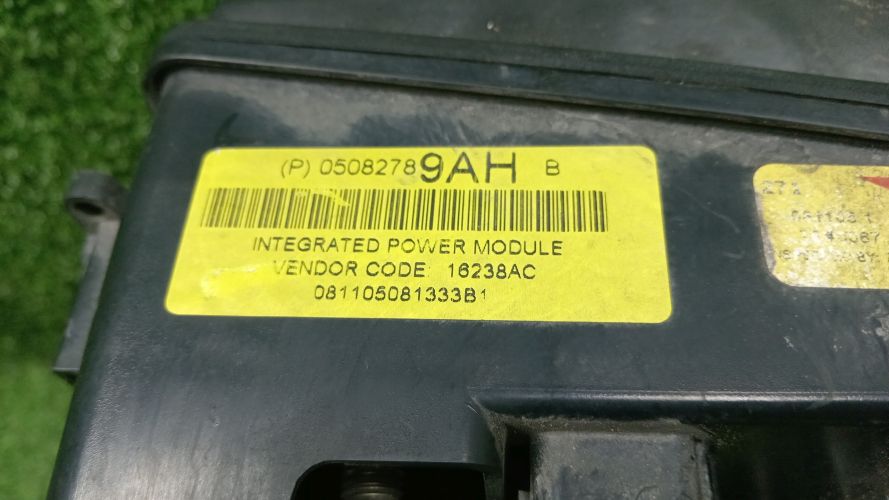 (P) 05082789AH B
INTEGRATED POWER MODULE
VENDOR CODE: 16238AC
081105081333B1